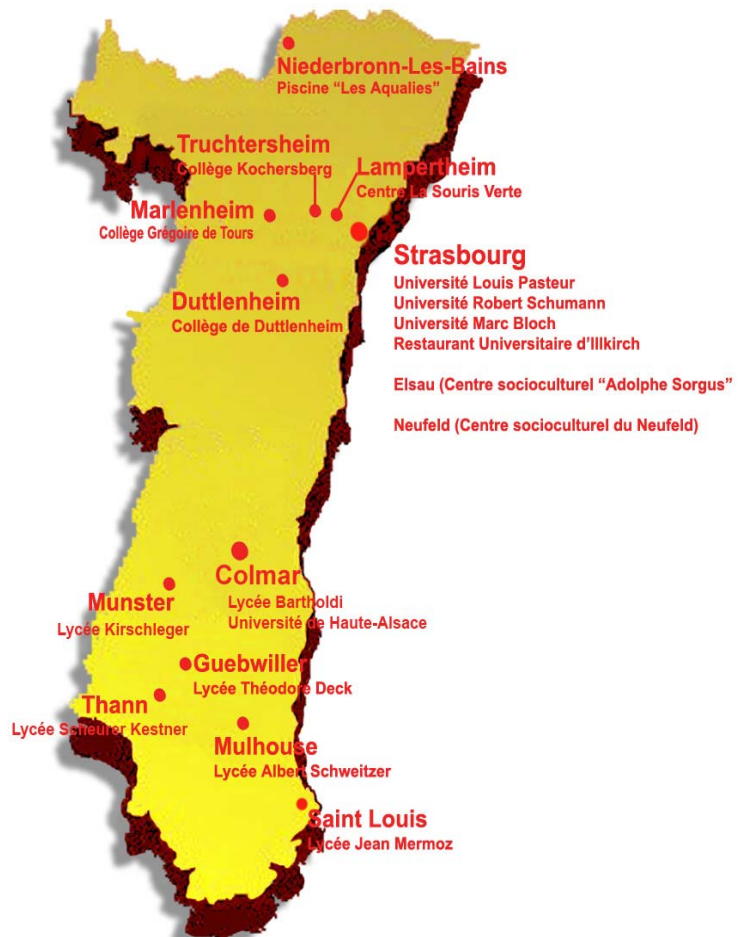 Niederbronn-Les-Bains
Piscine "Les Aqualies"
Truchtersheim
Collège Kochersberg
Lampertheim
Centre La Souris Verte
Marlenheim
Collège Grégoire de Tours
Strasbourg
Université Louis Pasteur
Université Robert Schumann
Université Marc Bloch
Restaurant Universitaire d'Illkirch
Elsau (Centre socioculturel "Adolphe Sorgus"
Neufeld (Centre socioculturel du Neufeld)
Duttlenheim
Collège de Duttlenheim
Colmar
Lycée Bartholdi
Université de Haute-Alsace
Munster
Lycée Kirschleger
Guebwiller
Lycée Théodore Deck
Thann
Lycée Scheurer Kestner
Mulhouse
Lycée Albert Schweitzer
Saint Louis
Lycée Jean Mermoz